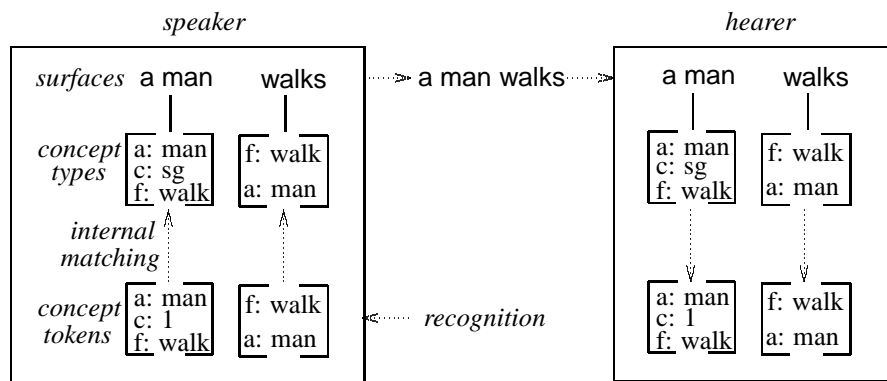 speaker hearer
surfaces a man walks a man walks a man walks
concept types
a: man
c: sg
f: walk
f: walk
a: man
a: man
c: sg
f: walk
f: walk
a: man
internal
matching
concept
tokens
a: man
c: 1
f: walk
f: walk
a: man
recognition
a: man
c: 1
f: walk
f: walk
a: man